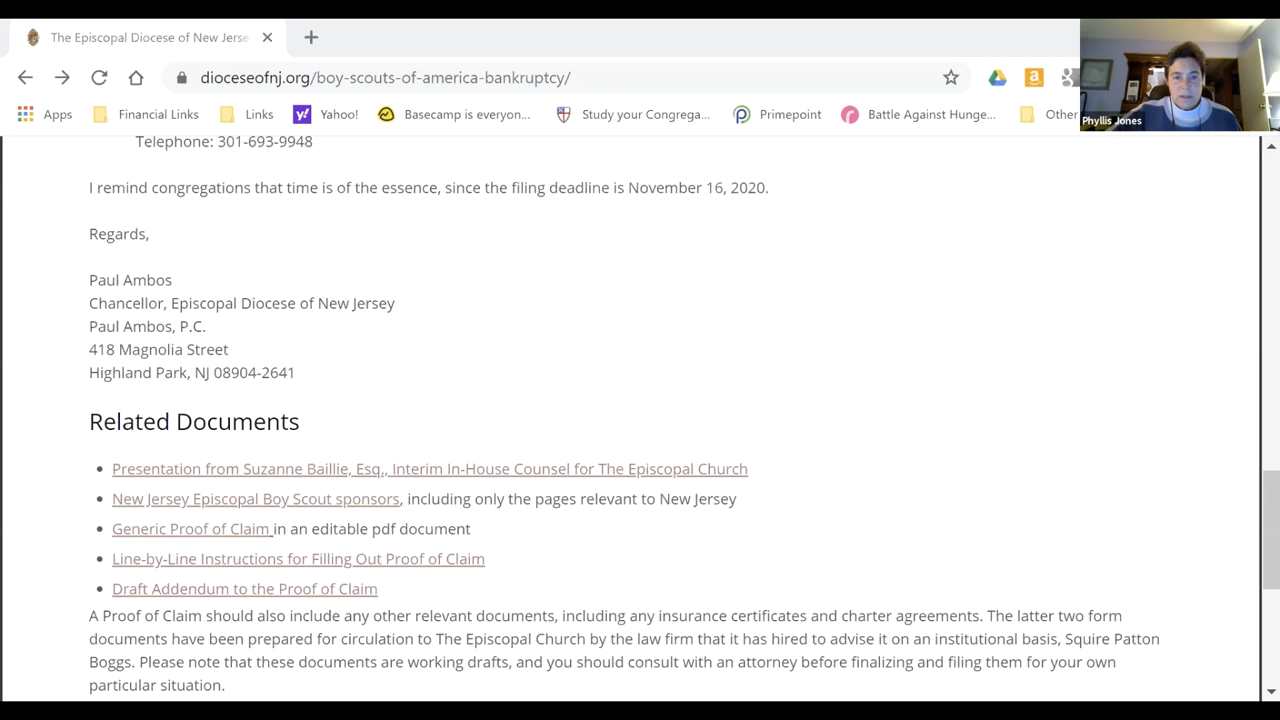 The Episcopal Diocese of New Jerse
dioceseofnj.org/boy-scouts-of-america-bankruptcy/
Apps Financial Links Links Yahoo! Basecamp is everyon... Study your Congrega... Primepoint Battle Against Hunge... Other
Phyllis Jones
Telephone: 301-693-9948
I remind congregations that time is of the essence, since the filing deadline is November 16, 2020.
Regards,
Paul Ambos
Chancellor, Episcopal Diocese of New Jersey
Paul Ambos, P.C.
418 Magnolia Street
Highland Park, NJ 08904-2641
Related Documents
• Presentation from Suzanne Baillie, Esq., Interim In-House Counsel for The Episcopal Church
• New Jersey Episcopal Boy Scout sponsors, including only the pages relevant to New Jersey
• Generic Proof of Claim in an editable pdf document
• Line-by-Line Instructions for Filling Out Proof of Claim
• Draft Addendum to the Proof of Claim
A Proof of Claim should also include any other relevant documents, including any insurance certificates and charter agreements. The latter two form
documents have been prepared for circulation to The Episcopal Church by the law firm that it has hired to advise it on an institutional basis, Squire Patton
Boggs. Please note that these documents are working drafts, and you should consult with an attorney before finalizing and filing them for your own
particular situation.